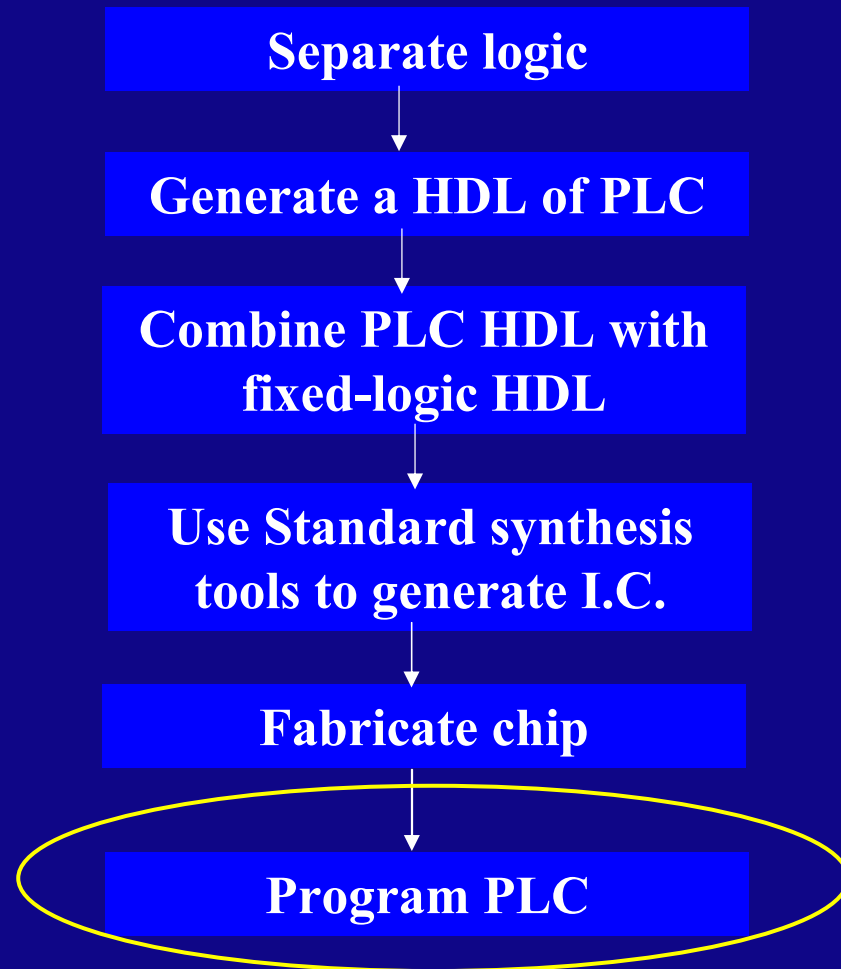 Separate logic
Generate a HDL of PLC
Combine PLC HDL with
fixed-logic HDL
Use Standard synthesis
tools to generate I.C.
Fabricate chip
Program PLC